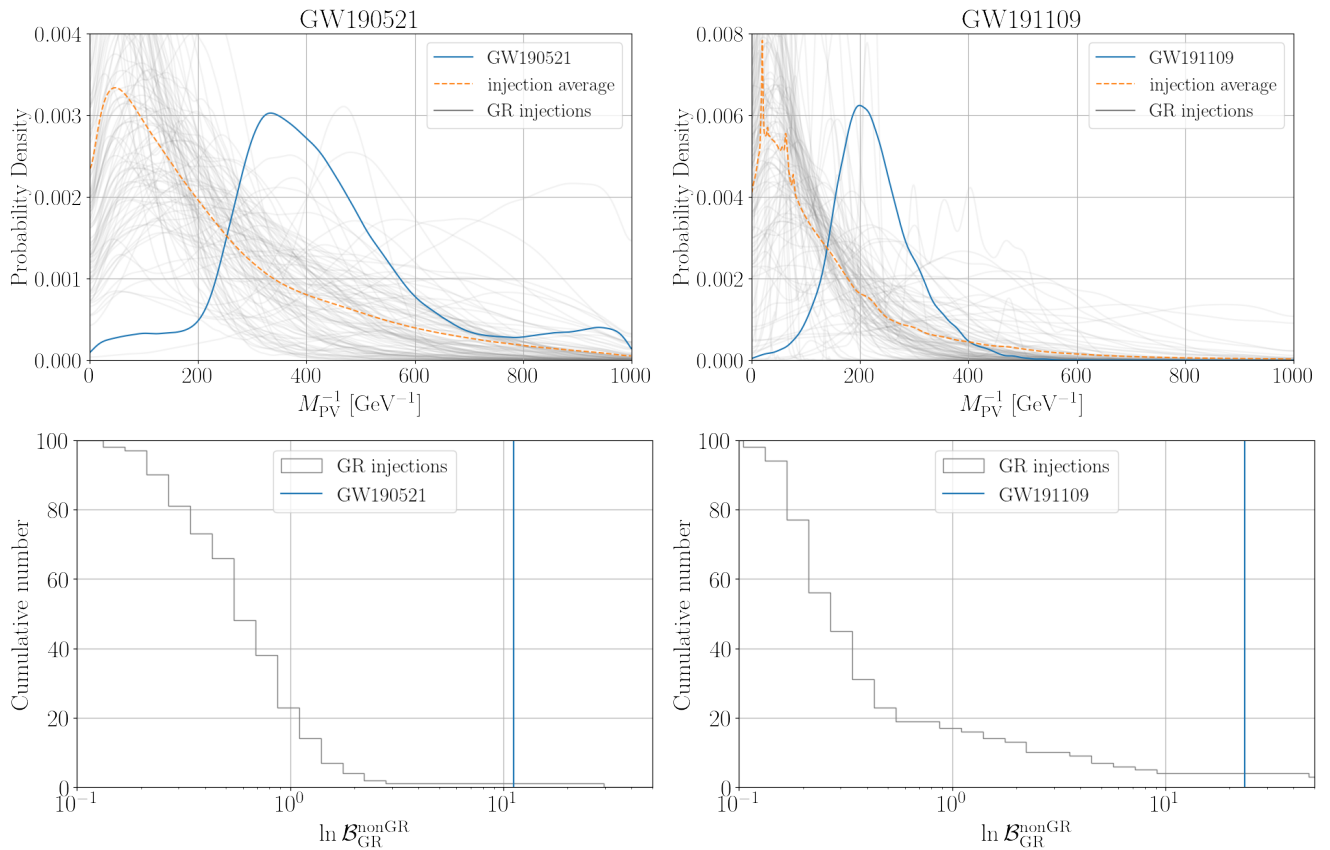 GW190521
0.004
0.003
0.002
0.001
0.000
Probability Density
GW190521
injection average
GR injections
0 200 400 600 800 1000
M_PV^−1 [GeV^−1]
GW191109
0.008
0.006
0.004
0.002
0.000
Probability Density
GW191109
injection average
GR injections
0 200 400 600 800 1000
M_PV^−1 [GeV^−1]
100
80
60
40
20
0
Cumulative number
GR injections
GW190521
10^−1 10^0 10^1
ln 𝓑_GR^nonGR
100
80
60
40
20
0
Cumulative number
GR injections
GW191109
10^−1 10^0 10^1
ln 𝓑_GR^nonGR